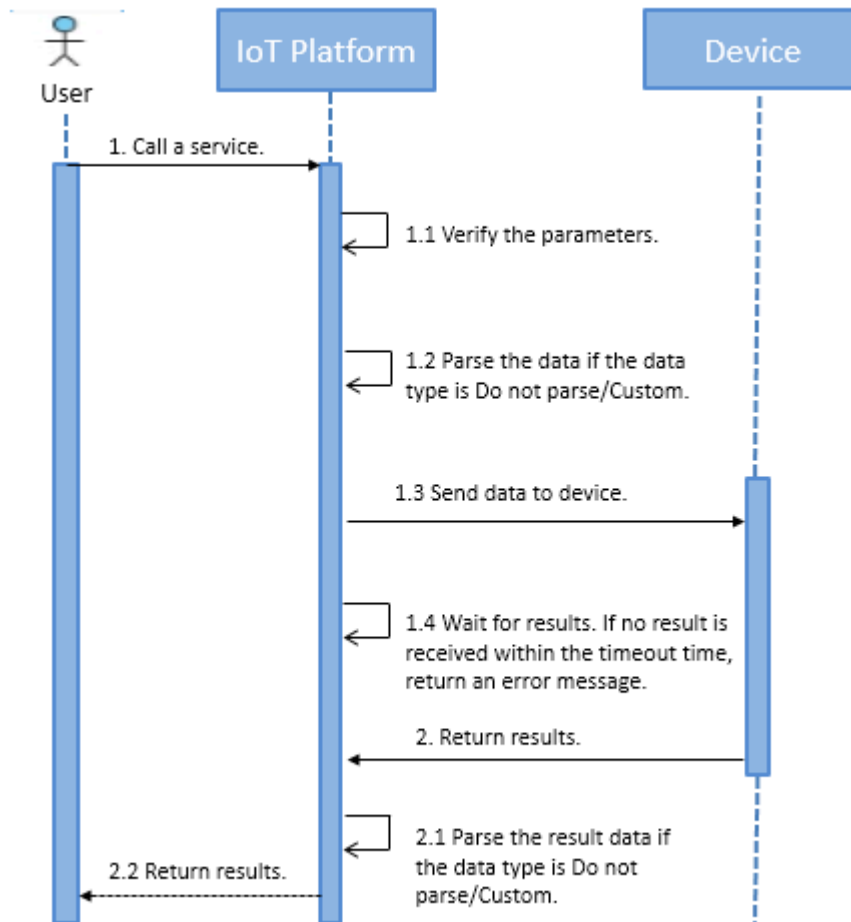 User
IoT Platform
Device
1. Call a service.
1.1 Verify the parameters.
1.2 Parse the data if the data
type is Do not parse/Custom.
1.3 Send data to device.
1.4 Wait for results. If no result is
received within the timeout time,
return an error message.
2. Return results.
2.1 Parse the result data if
the data type is Do not
parse/Custom.
2.2 Return results.